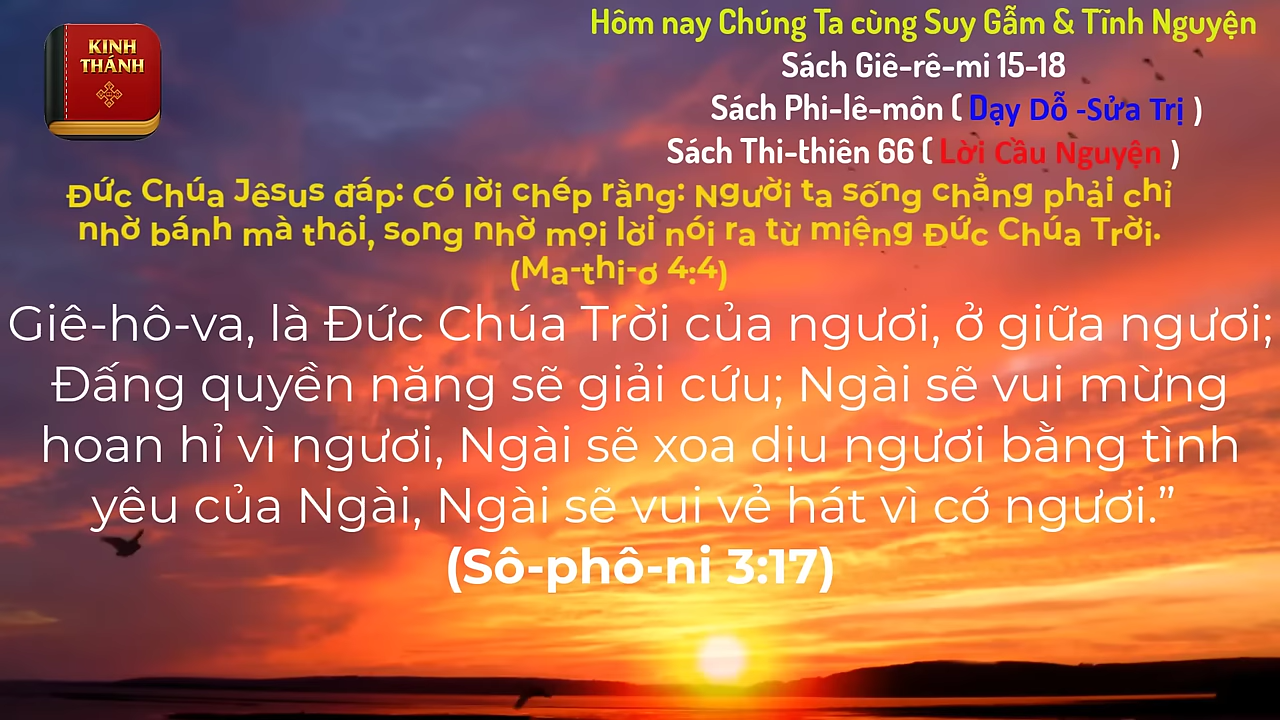 KINH
THÁNH
Hôm nay Chúng Ta cùng Suy Gẫm & Tĩnh Nguyện
Sách Giê-rê-mi 15-18
Sách Phi-lê-môn ( Dạy Dỗ -Sửa Trị )
Sách Thi-thiên 66 ( Lời Cầu Nguyện )
Đức Chúa Jêsus đáp: Có lời chép rằng: Người ta sống chẳng phải chỉ
nhờ bánh mà thôi, song nhờ mọi lời nói ra từ miệng Đức Chúa Trời.
(Ma-thi-ơ 4:4)
Giê-hô-va, là Đức Chúa Trời của ngươi, ở giữa ngươi;
Đấng quyền năng sẽ giải cứu; Ngài sẽ vui mừng
hoan hỉ vì ngươi, Ngài sẽ xoa dịu ngươi bằng tình
yêu của Ngài, Ngài sẽ vui vẻ hát vì cớ ngươi.”
(Sô-phô-ni 3:17)